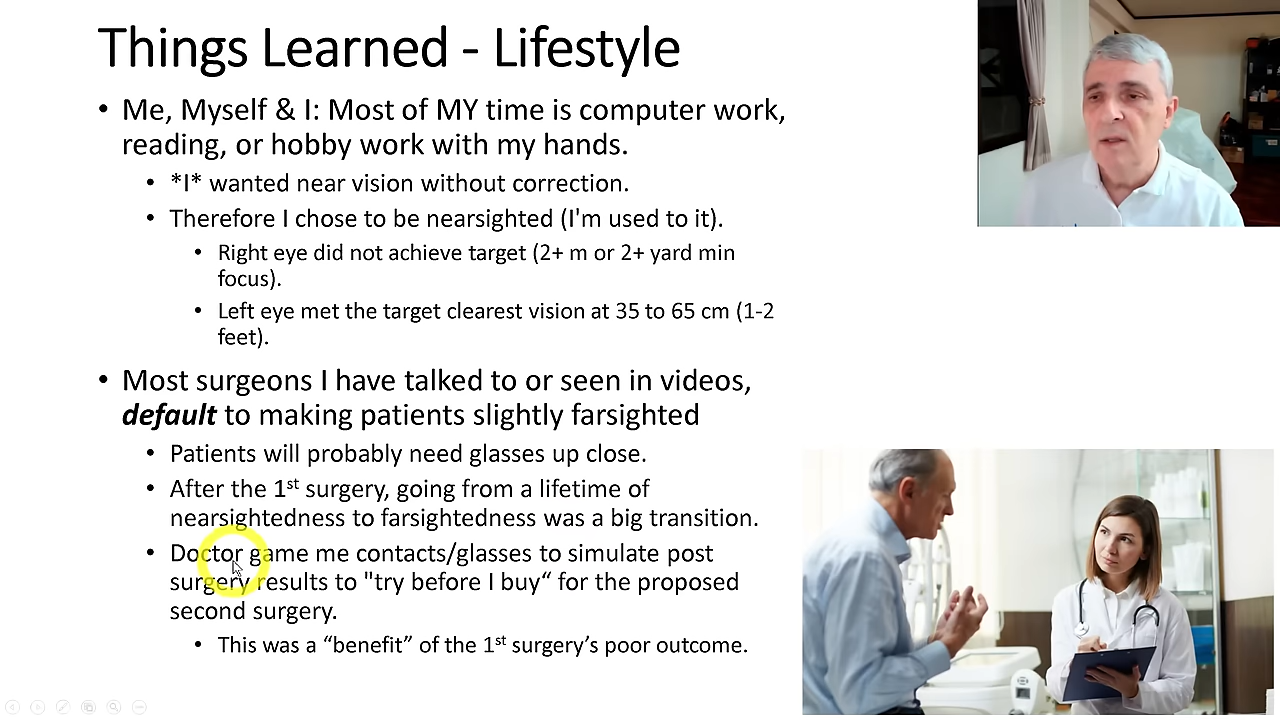 Things Learned - Lifestyle
• Me, Myself & I: Most of MY time is computer work,
reading, or hobby work with my hands.
• *I* wanted near vision without correction.
• Therefore I chose to be nearsighted (I'm used to it).
• Right eye did not achieve target (2+ m or 2+ yard min
focus).
• Left eye met the target clearest vision at 35 to 65 cm (1-2
feet).
• Most surgeons I have talked to or seen in videos,
default to making patients slightly farsighted
• Patients will probably need glasses up close.
• After the 1st surgery, going from a lifetime of
nearsightedness to farsightedness was a big transition.
• Doctor game me contacts/glasses to simulate post
surgery results to "try before I buy“ for the proposed
second surgery.
• This was a “benefit” of the 1st surgery’s poor outcome.